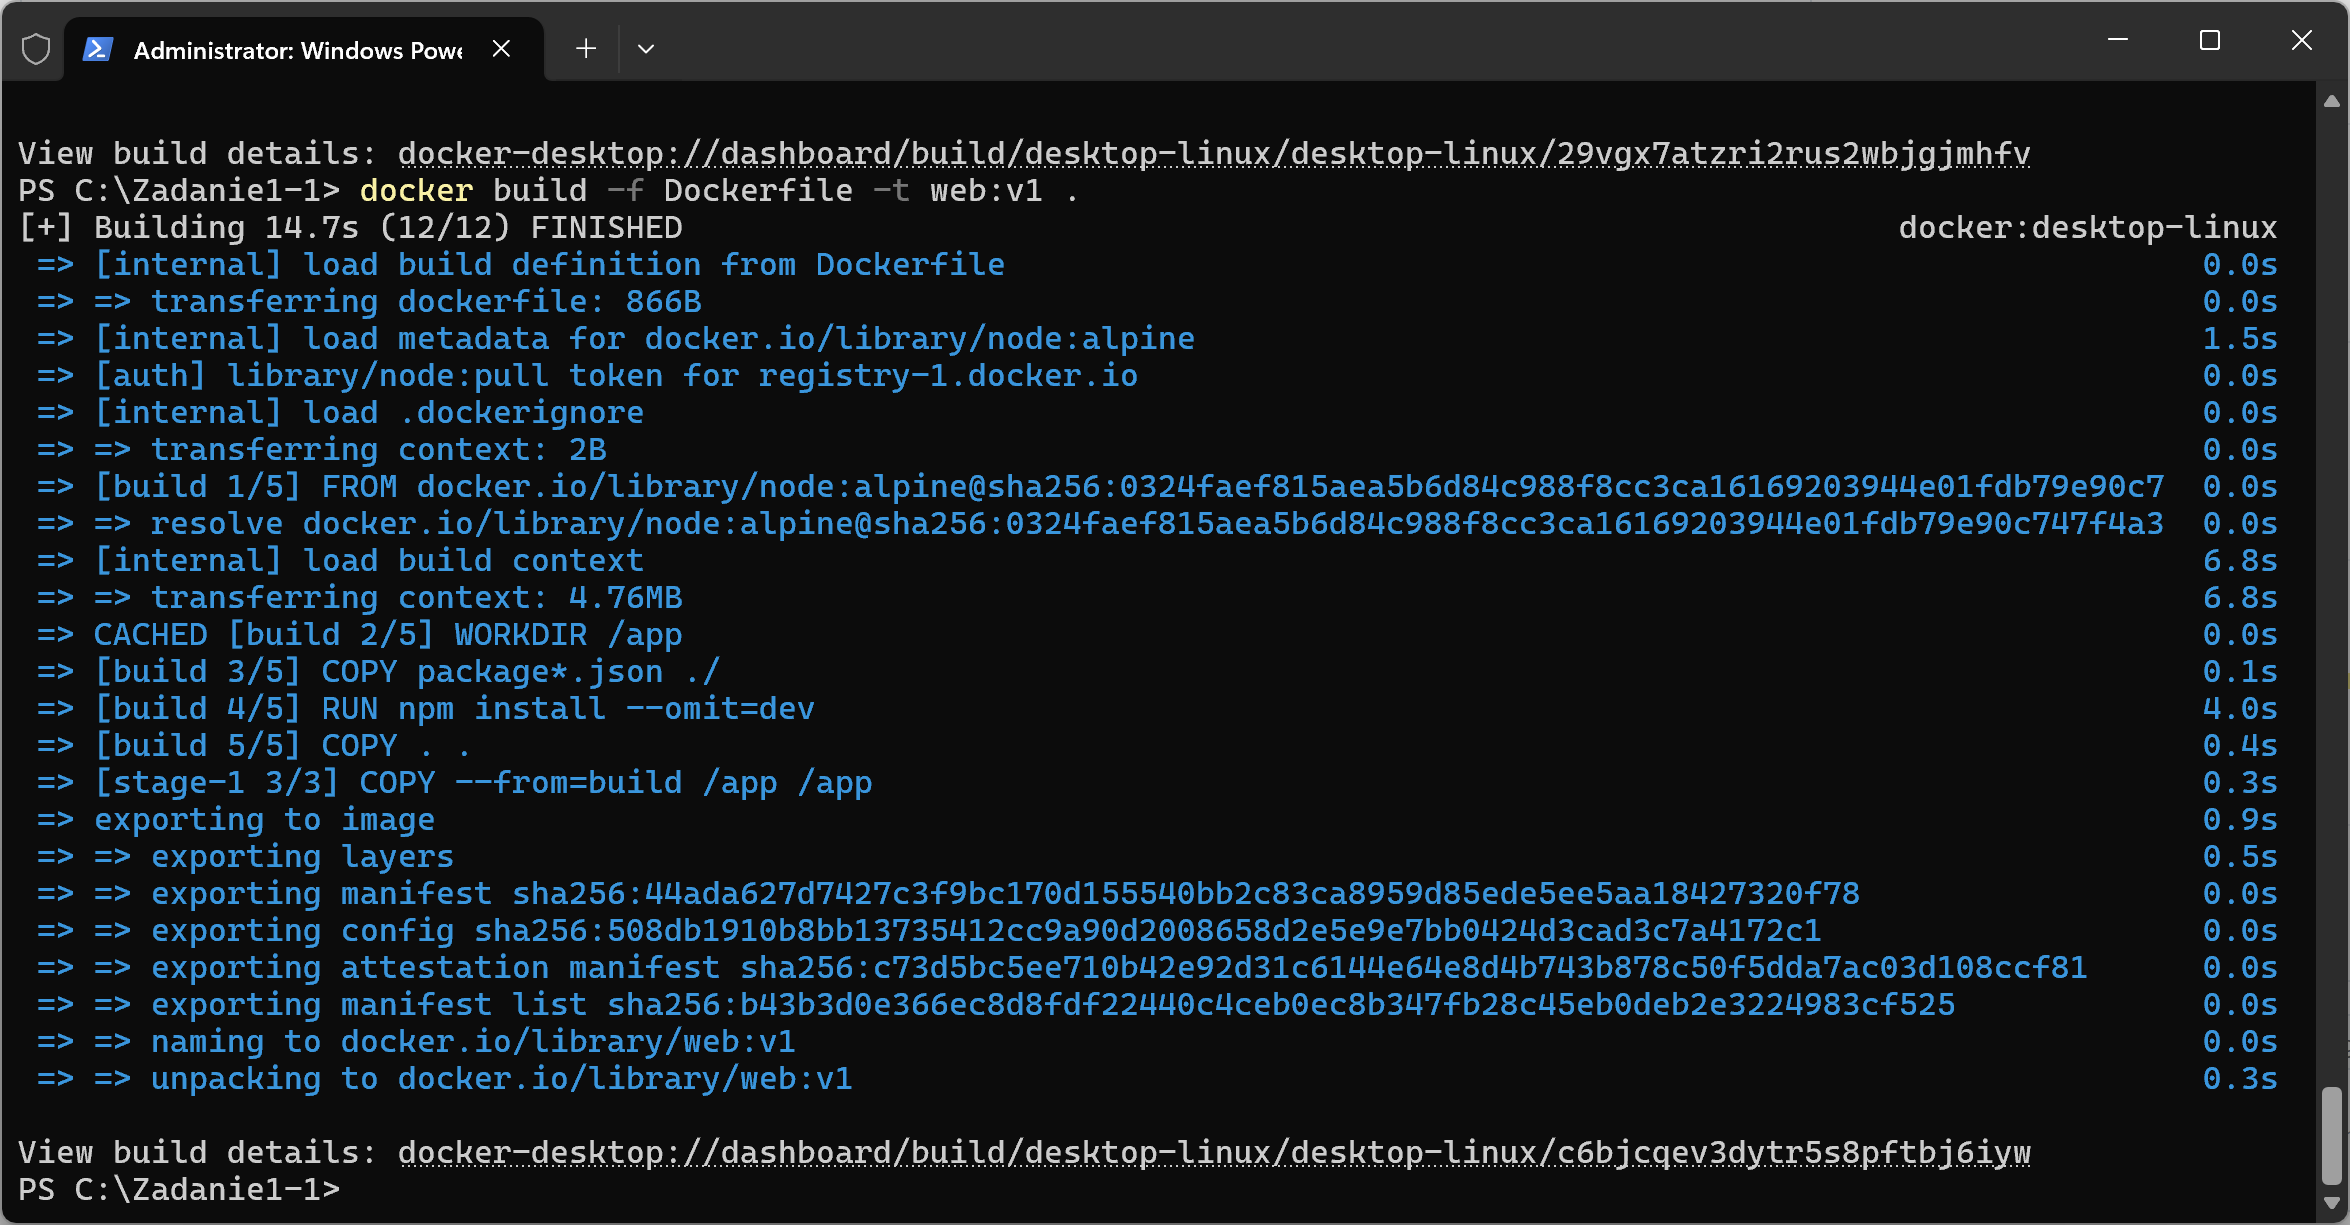 Administrator: Windows Powe
View build details: docker-desktop://dashboard/build/desktop-linux/desktop-linux/29vgx7atzri2rus2wbjgjmhfv
PS C:\Zadanie1-1> docker build -f Dockerfile -t web:v1 .
[+] Building 14.7s (12/12) FINISHED docker:desktop-linux
=> [internal] load build definition from Dockerfile 0.0s
=> => transferring dockerfile: 866B 0.0s
=> [internal] load metadata for docker.io/library/node:alpine 1.5s
=> [auth] library/node:pull token for registry-1.docker.io 0.0s
=> [internal] load .dockerignore 0.0s
=> => transferring context: 2B 0.0s
=> [build 1/5] FROM docker.io/library/node:alpine@sha256:0324faef815aea5b6d84c988f8cc3ca16169203944e01fdb79e90c7 0.0s
=> => resolve docker.io/library/node:alpine@sha256:0324faef815aea5b6d84c988f8cc3ca16169203944e01fdb79e90c747f4a3 0.0s
=> [internal] load build context 6.8s
=> => transferring context: 4.76MB 6.8s
=> CACHED [build 2/5] WORKDIR /app 0.0s
=> [build 3/5] COPY package*.json ./ 0.1s
=> [build 4/5] RUN npm install --omit=dev 4.0s
=> [build 5/5] COPY . . 0.4s
=> [stage-1 3/3] COPY --from=build /app /app 0.3s
=> exporting to image 0.9s
=> => exporting layers 0.5s
=> => exporting manifest sha256:44ada627d7427c3f9bc170d155540bb2c83ca8959d85ede5ee5aa18427320f78 0.0s
=> => exporting config sha256:508db1910b8bb13735412cc9a90d2008658d2e5e9e7bb0424d3cad3c7a4172c1 0.0s
=> => exporting attestation manifest sha256:c73d5bc5ee710b42e92d31c6144e64e8d4b743b878c50f5dda7ac03d108ccf81 0.0s
=> => exporting manifest list sha256:b43b3d0e366ec8d8fdf22440c4ceb0ec8b347fb28c45eb0deb2e3224983cf525 0.0s
=> => naming to docker.io/library/web:v1 0.0s
=> => unpacking to docker.io/library/web:v1 0.3s
View build details: docker-desktop://dashboard/build/desktop-linux/desktop-linux/c6bjcqev3dytr5s8pftbj6iyw
PS C:\Zadanie1-1>